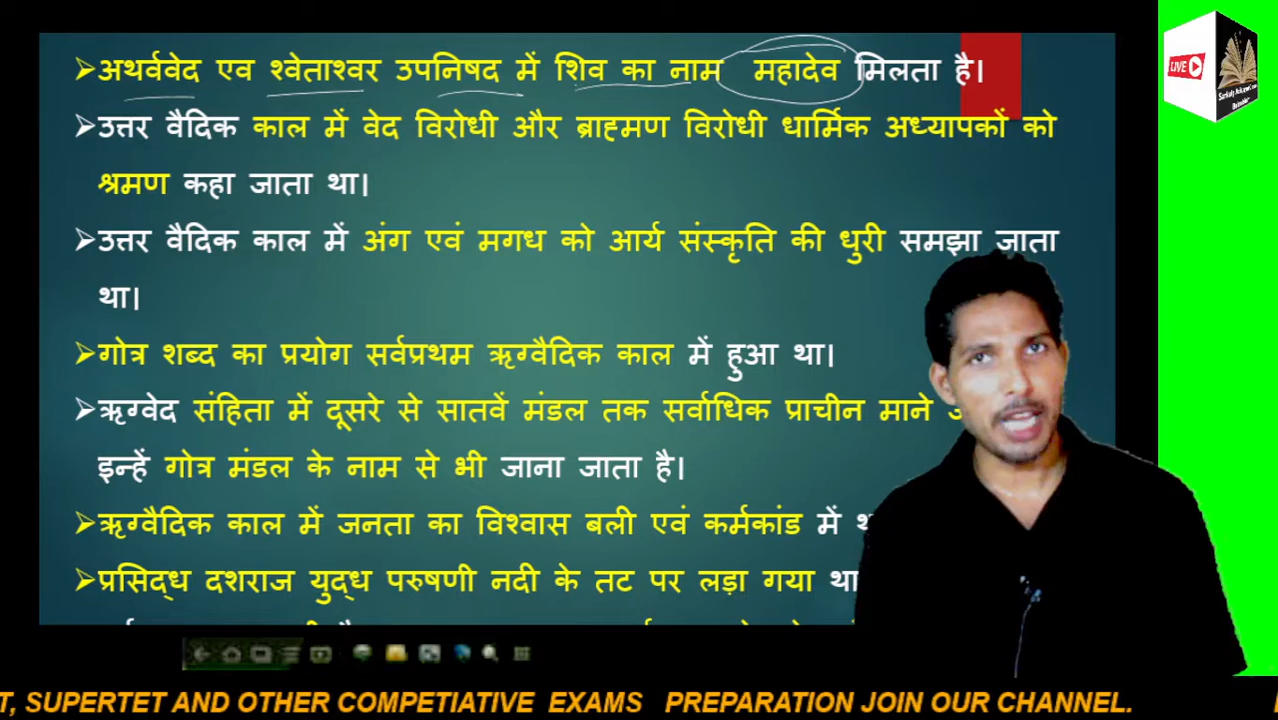 LIVE
➢अथर्ववेद एव श्वेताश्वर उपनिषद में शिव का नाम महादेव मिलता है।
➢उत्तर वैदिक काल में वेद विरोधी और ब्राह्मण विरोधी धार्मिक अध्यापकों को
श्रमण कहा जाता था।
➢उत्तर वैदिक काल में अंग एवं मगध को आर्य संस्कृति की धुरी समझा जाता
था।
➢गोत्र शब्द का प्रयोग सर्वप्रथम ऋग्वैदिक काल में हुआ था।
➢ऋग्वेद संहिता में दूसरे से सातवें मंडल तक सर्वाधिक प्राचीन माने
इन्हें गोत्र मंडल के नाम से भी जाना जाता है।
➢ऋग्वैदिक काल में जनता का विश्वास बली एवं कर्मकांड में
➢प्रसिद्ध दशराज युद्ध परुषणी नदी के तट पर लड़ा गया था
T, SUPERTET AND OTHER COMPETIATIVE EXAMS PREPARATION JOIN OUR CHANNEL.